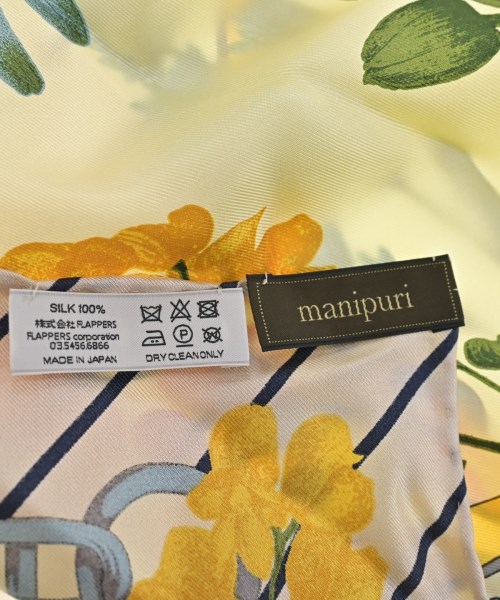 SILK 100%
株式会社 FLAPPERS
FLAPPERS corporation
03.5456.6866
MADE IN JAPAN
DRY CLEAN ONLY
manipuri